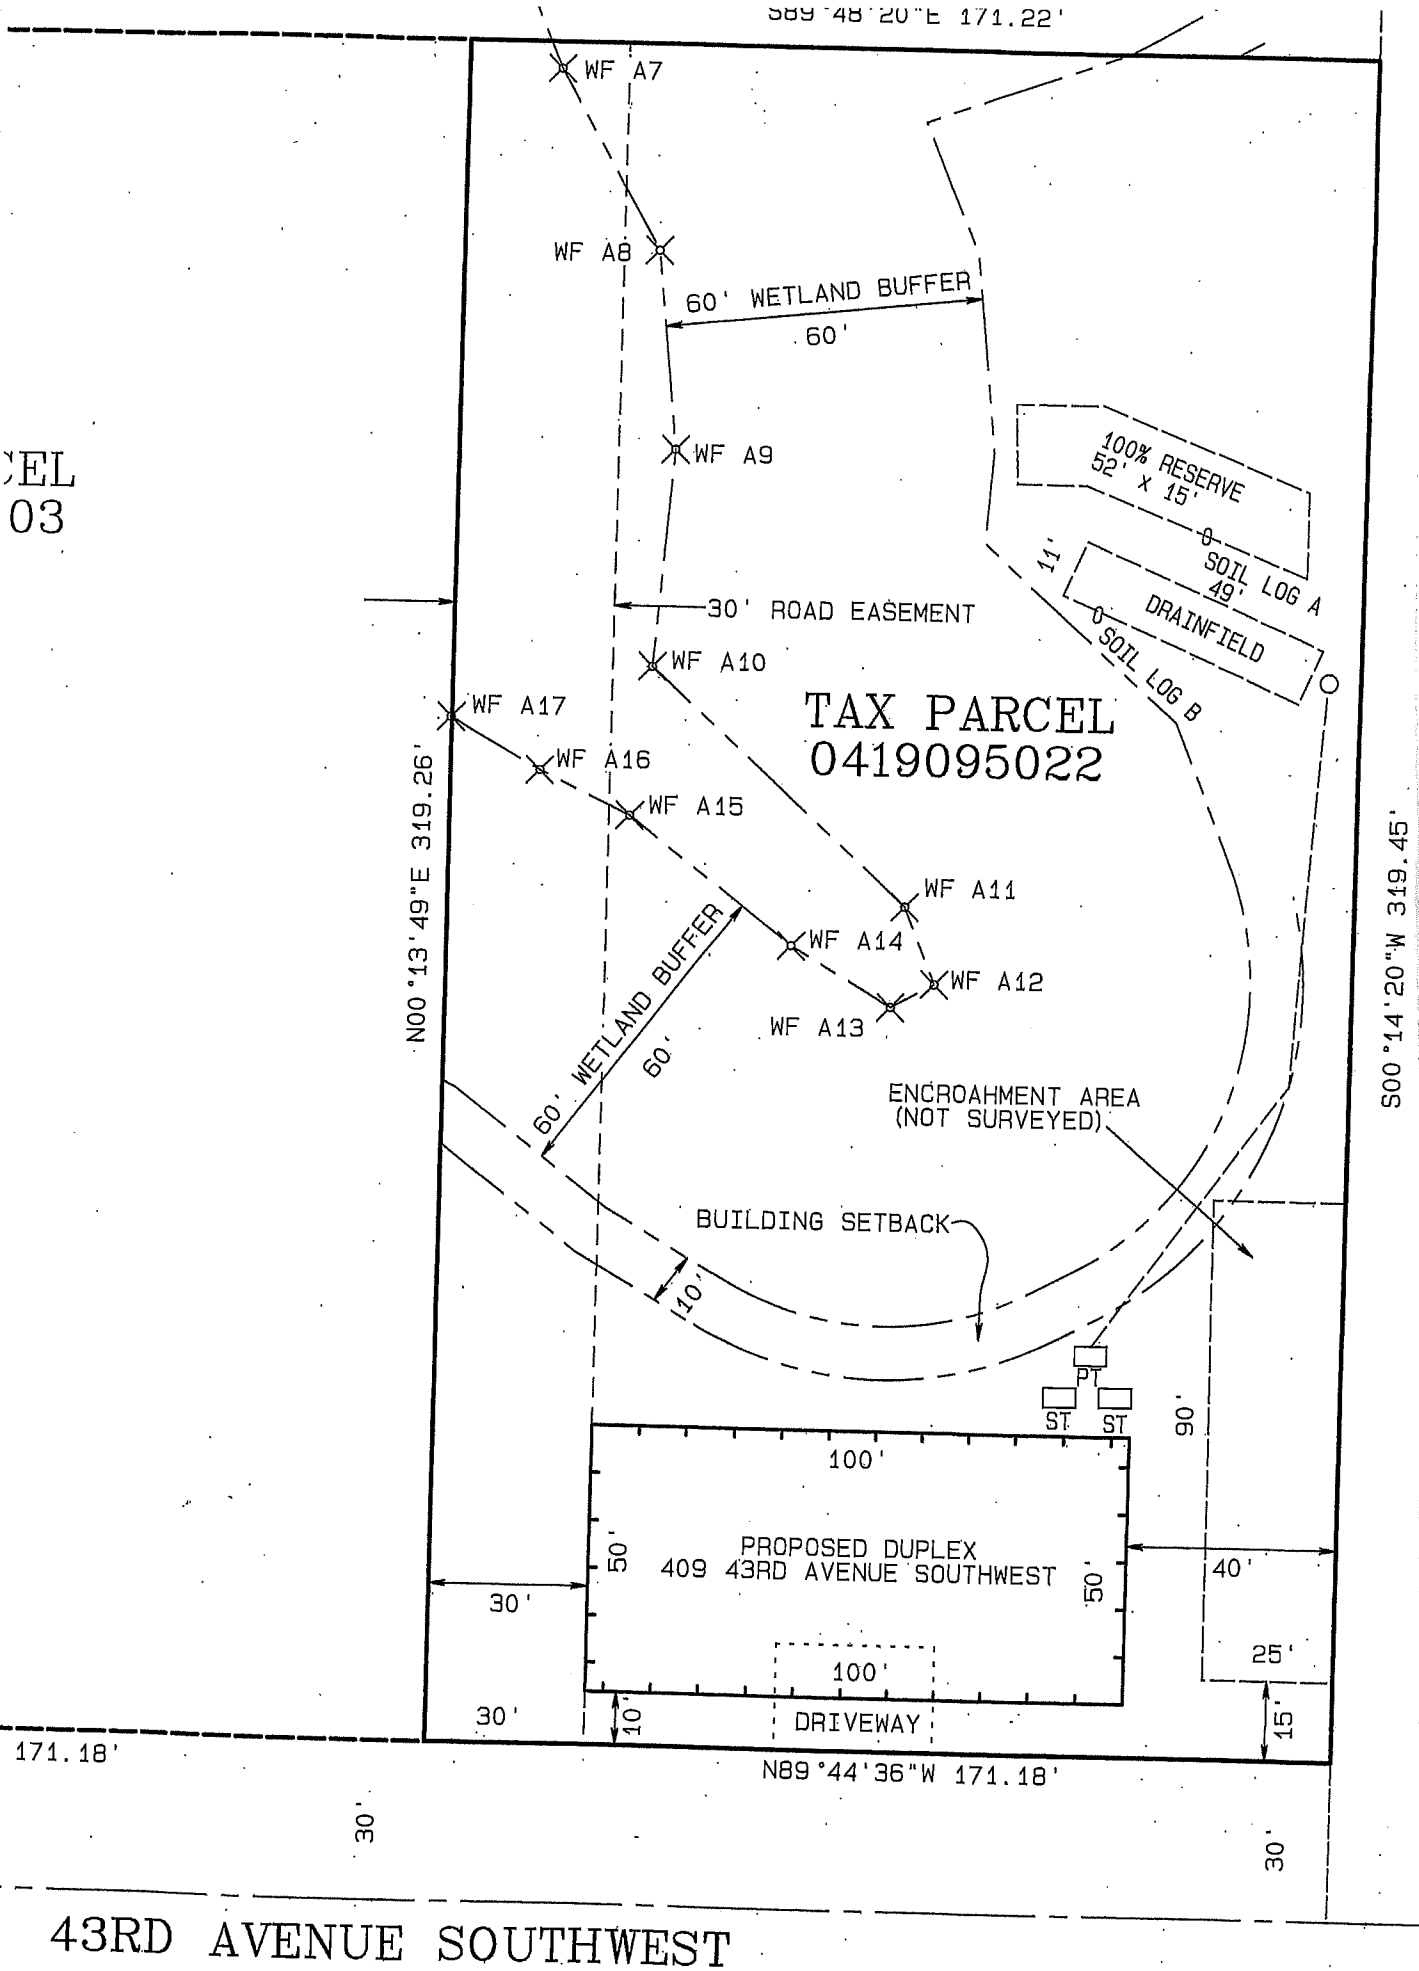 S89°48'20"E 171.22'
WF A7
WF A8
60' WETLAND BUFFER
60'
WF A9
100% RESERVE
52' X 15'
CEL
03
SOIL LOG A
11'
49'
DRAINFIELD
SOIL LOG B
30' ROAD EASEMENT
WF A10
WF A17
TAX PARCEL
0419095022
WF A16
WF A15
N00°13'49"E 319.26'
S00°14'20"W 319.45'
WF A11
WF A14
WF A12
WF A13
60' WETLAND BUFFER
60'
ENCROAHMENT AREA
(NOT SURVEYED)
BUILDING SETBACK
10'
PT
ST
ST
90'
100'
50'
PROPOSED DUPLEX
409 43RD AVENUE SOUTHWEST
50'
40'
30'
25'
100'
30'
10'
DRIVEWAY
15'
171.18'
N89°44'36"W 171.18'
30'
30'
43RD AVENUE SOUTHWEST